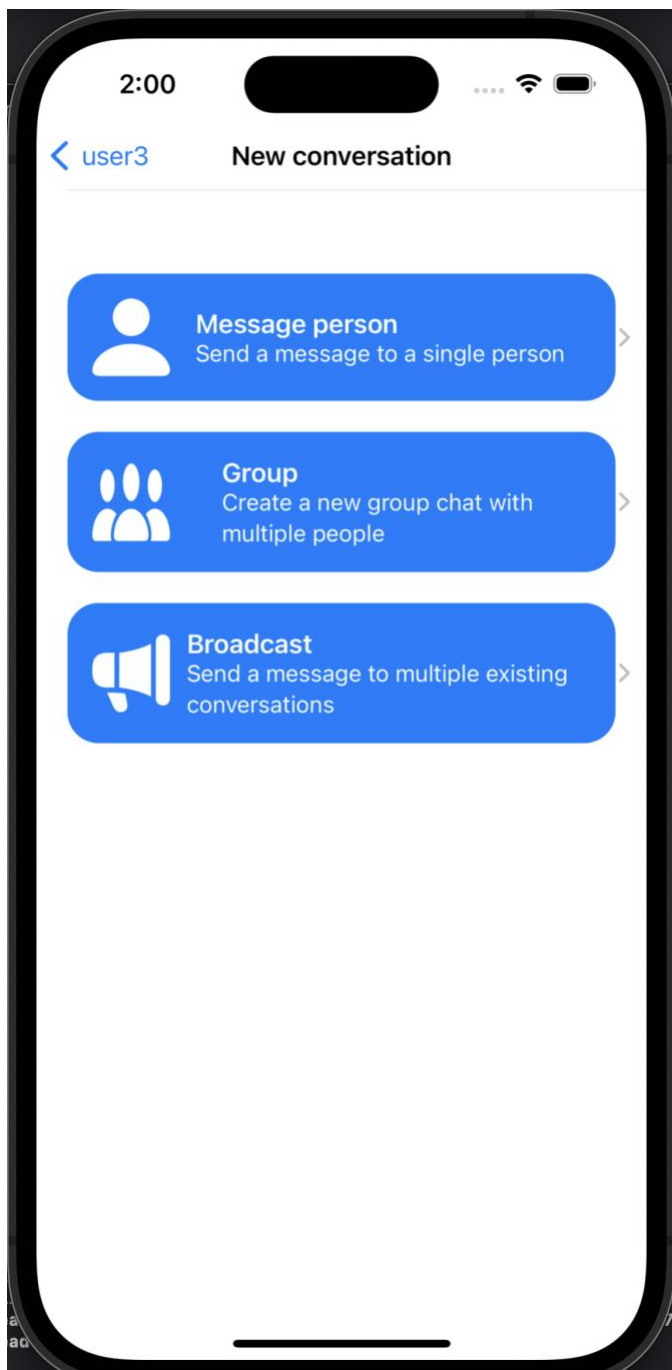 2:00
user3
New conversation
Message person
Send a message to a single person
Group
Create a new group chat with
multiple people
Broadcast
Send a message to multiple existing
conversations